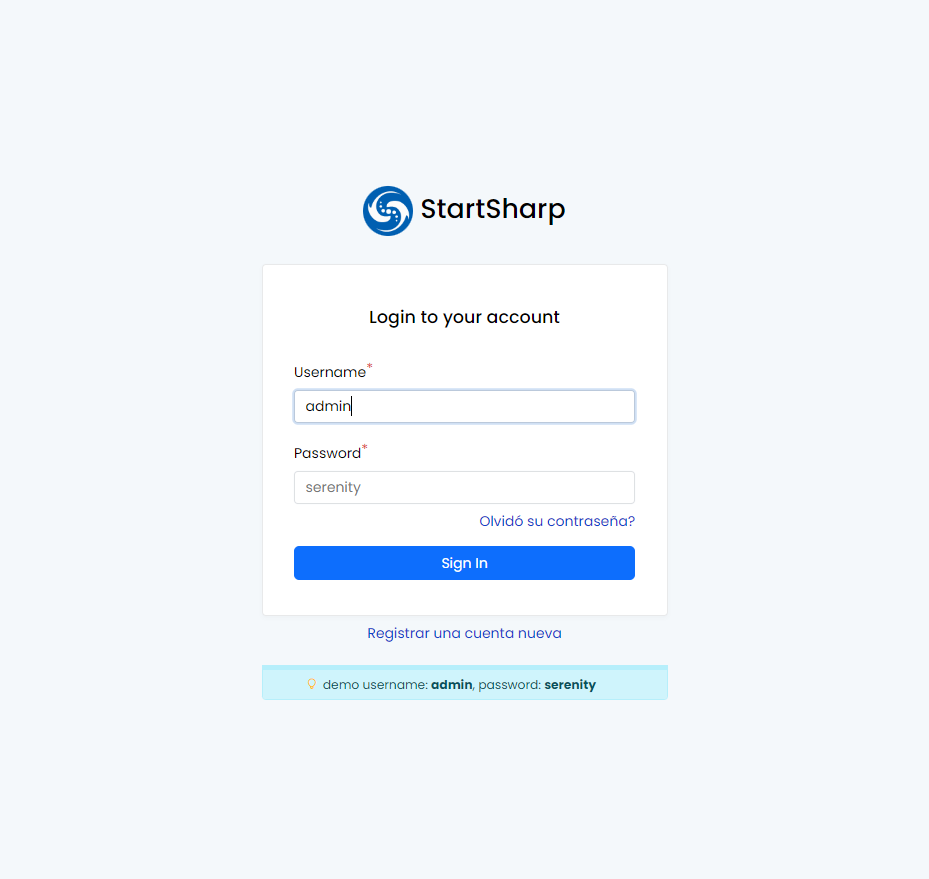 StartSharp
Login to your account
Username*
admin
Password*
serenity
Olvidó su contraseña?
Sign In
Registrar una cuenta nueva
demo username: admin, password: serenity